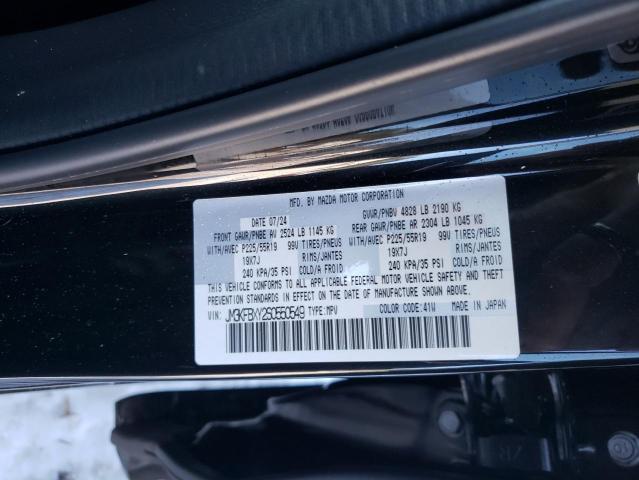 MFD. BY MAZDA MOTOR CORPORATION
DATE 07/24 GVWR/PNBV 4828 LB 2190 KG
FRONT GAWR/PNBE AV 2524 LB 1145 KG REAR GAWR/PNBE AR 2304 LB 1045 KG
WITH/AVEC P225/55R19 99V TIRES/PNEUS WITH/AVEC P225/55R19 99V TIRES/PNEUS
19X7J RIMS/JANTES 19X7J RIMS/JANTES
240 KPA/35 PSI COLD/A FROID 240 KPA/35 PSI COLD/A FROID
THIS VEHICLE CONFORMS TO ALL APPLICABLE FEDERAL MOTOR VEHICLE SAFETY AND THEFT
PREVENTION STANDARDS IN EFFECT ON THE DATE OF MANUFACTURE SHOWN ABOVE.
VIN: JM3KFBXY2S0550549 TYPE:MPV COLOR CODE:41W MADE IN JAPAN